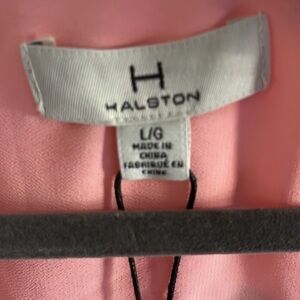 H
HALSTON
L/G
MADE IN
CHINA
FABRIQUÉ EN
CHINE